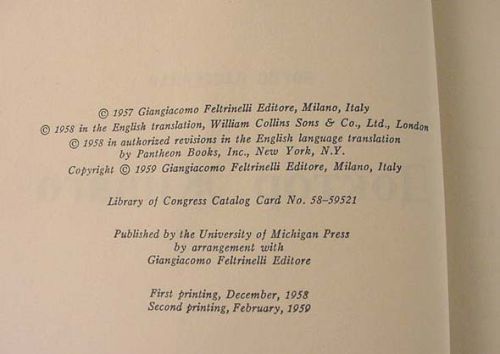 © 1957 Giangiacomo Feltrinelli Editore, Milano, Italy
© 1958 in the English translation, William Collins Sons & Co., Ltd., London
© 1958 in authorized revisions in the English language translation
by Pantheon Books, Inc., New York, N.Y.
Copyright © 1959 Giangiacomo Feltrinelli Editore, Milano, Italy
Library of Congress Catalog Card No. 58-59521
Published by the University of Michigan Press
by arrangement with
Giangiacomo Feltrinelli Editore
First printing, December, 1958
Second printing, February, 1959